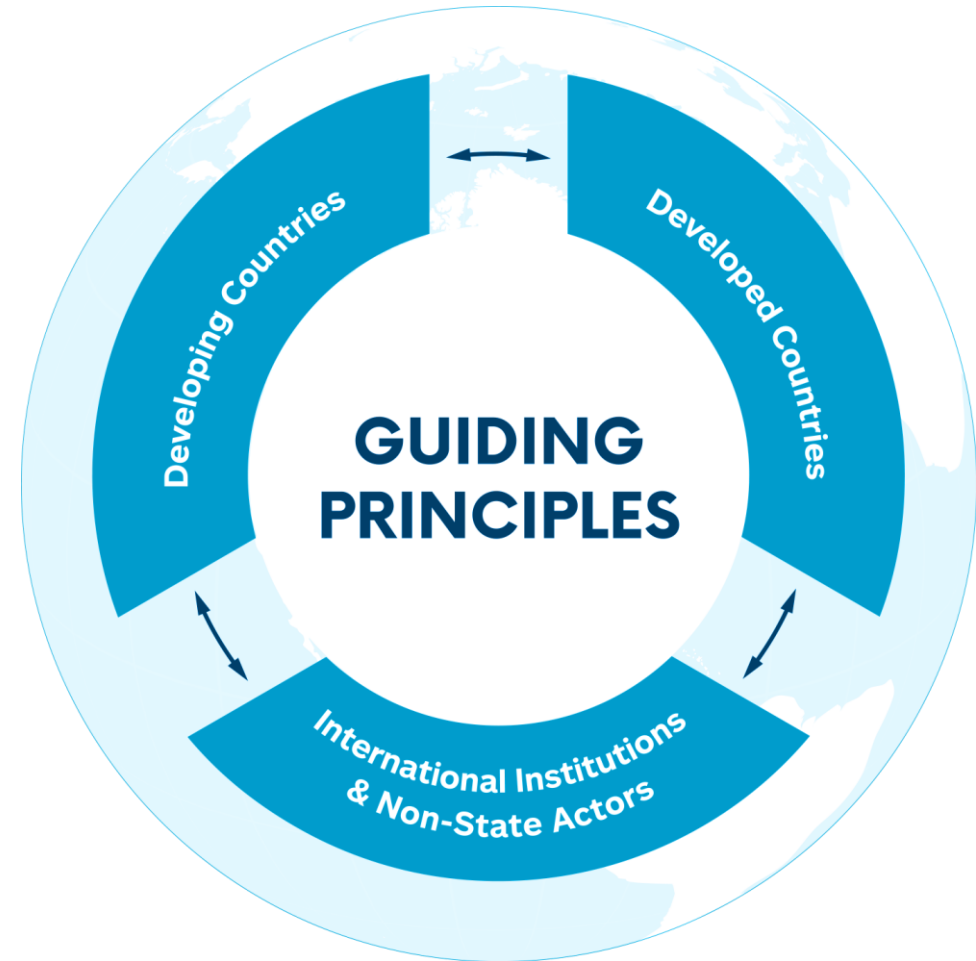 Developing Countries
Developed Countries
GUIDING
PRINCIPLES
International Institutions
& Non-State Actors